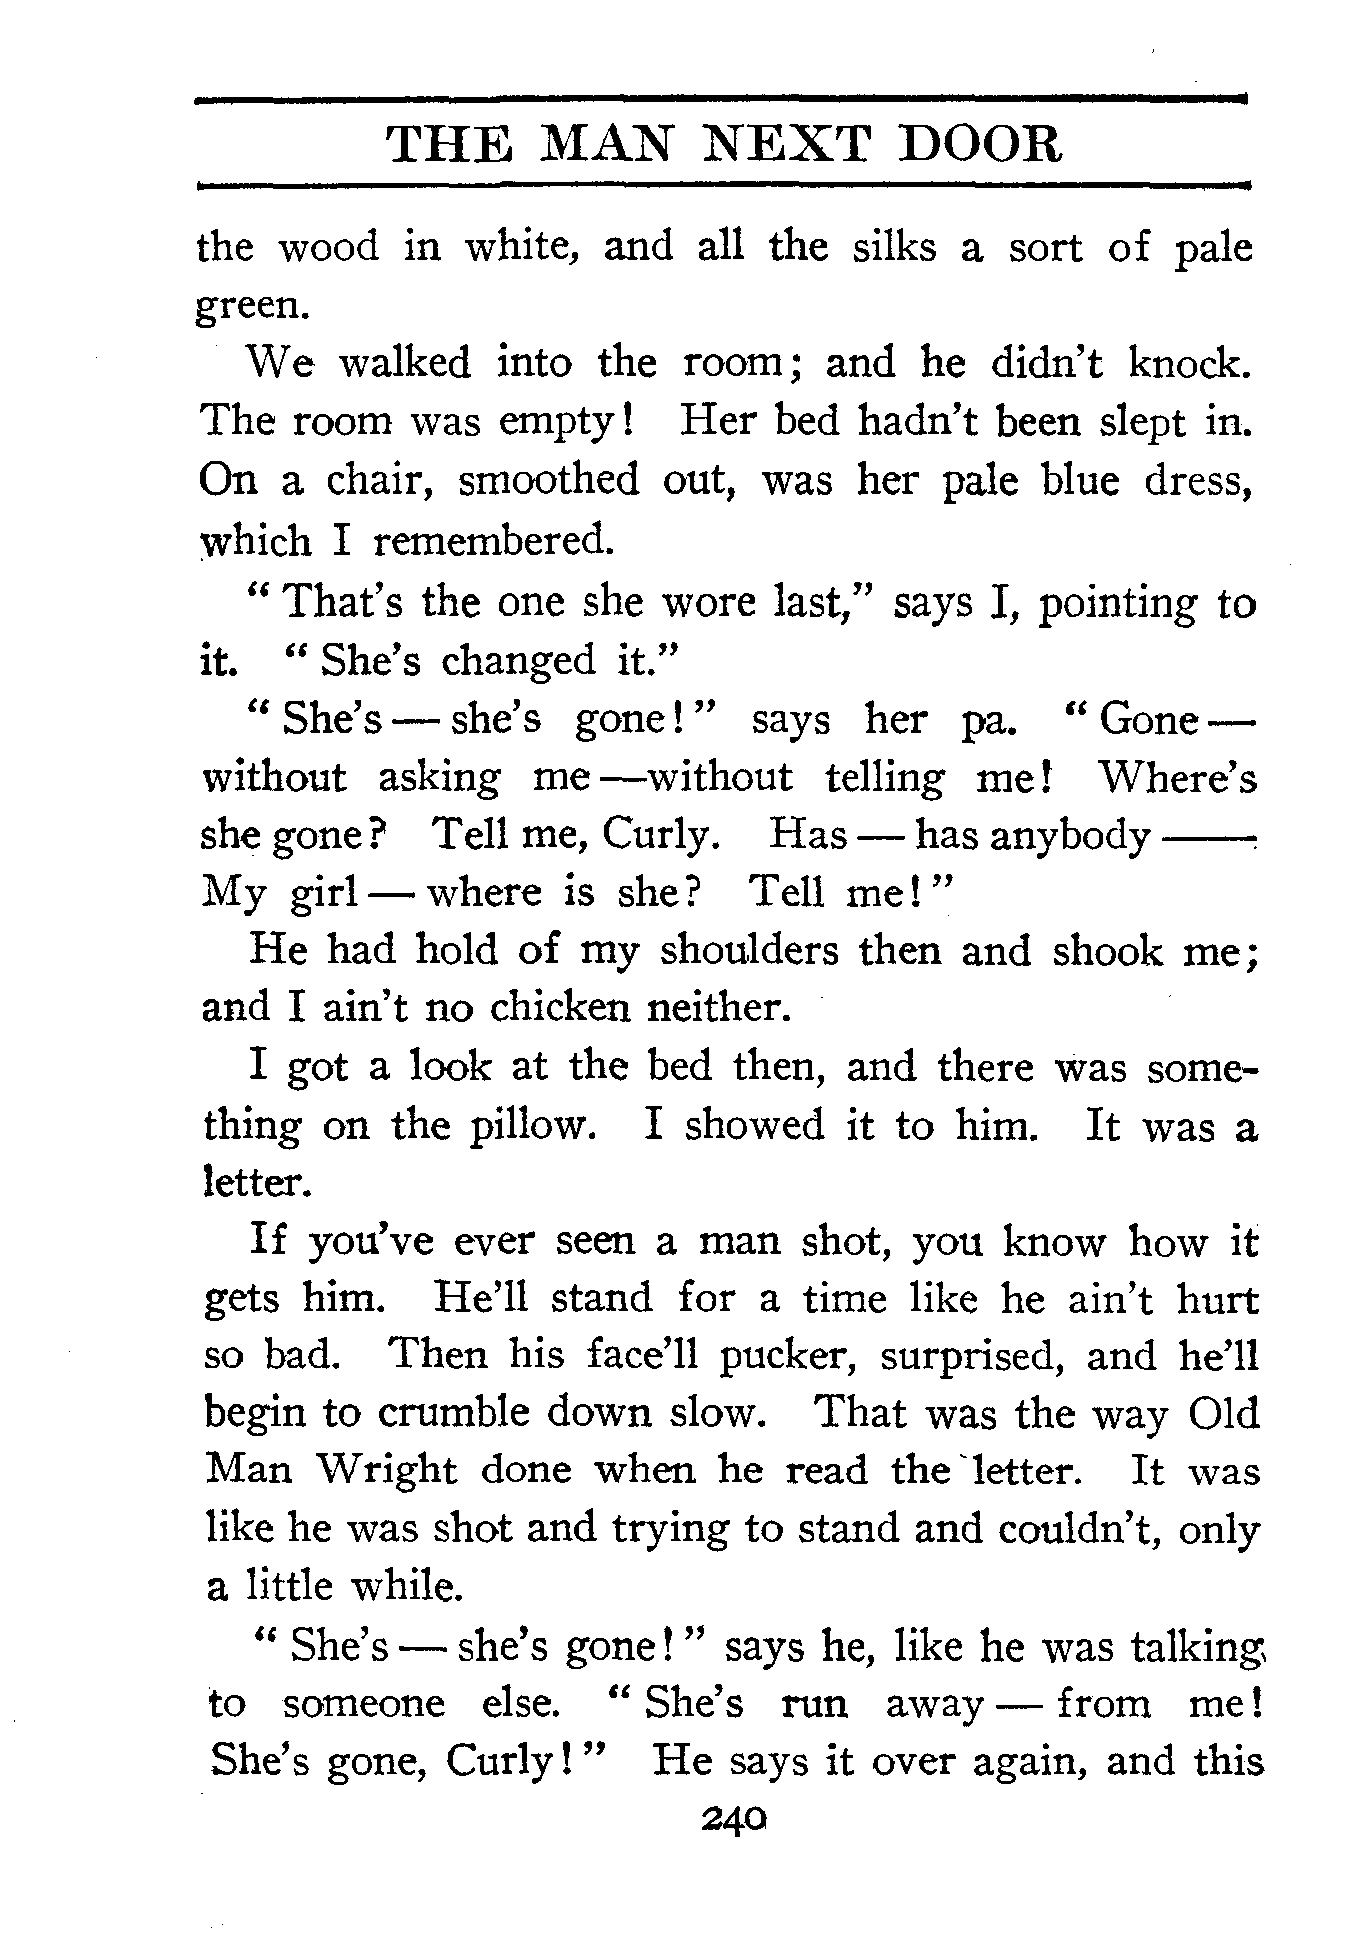 THE MAN NEXT DOOR
the wood in white, and all the silks a sort of pale
green.
We walked into the room; and he didn't knock.
The room was empty! Her bed hadn't been slept in.
On a chair, smoothed out, was her pale blue dress,
which I remembered.
" That's the one she wore last," says I, pointing to
it. " She's changed it."
" She's — she's gone! " says her pa. " Gone —
without asking me —without telling me! Where's
she gone? Tell me, Curly. Has — has anybody ——
My girl — where is she? Tell me! "
He had hold of my shoulders then and shook me;
and I ain't no chicken neither.
I got a look at the bed then, and there was some-
thing on the pillow. I showed it to him. It was a
letter.
If you've ever seen a man shot, you know how it
gets him. He'll stand for a time like he ain't hurt
so bad. Then his face'll pucker, surprised, and he'll
begin to crumble down slow. That was the way Old
Man Wright done when he read the letter. It was
like he was shot and trying to stand and couldn't, only
a little while.
" She's — she's gone! " says he, like he was talking
to someone else. " She's run away — from me!
She's gone, Curly! " He says it over again, and this
240